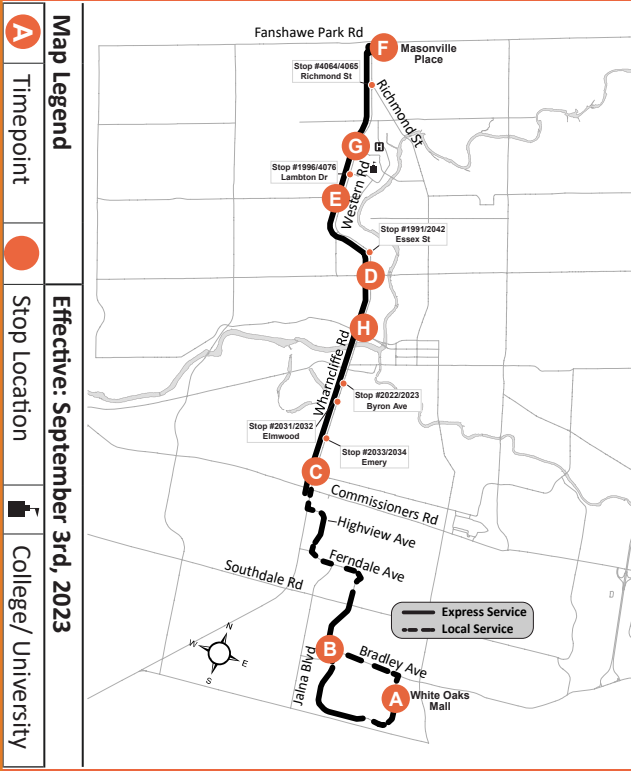 Fanshawe Park Rd
F
Masonville
Place
Stop #4064/4065
Richmond St
Richmond St
G
H
Stop #1996/4076
Lambton Dr
Western Rd
E
Stop #1991/2042
Essex St
D
H
Wharncliffe Rd
Stop #2022/2023
Byron Ave
Stop #2031/2032
Elmwood
Stop #2033/2034
Emery
C
Commissioners Rd
Highview Ave
Ferndale Ave
Southdale Rd
Express Service
Local Service
N
W
E
S
B
Bradley Ave
Jalna Blvd
A
White Oaks
Mall
Map Legend
Effective: September 3rd, 2023
A
Timepoint
Stop Location
College/ University